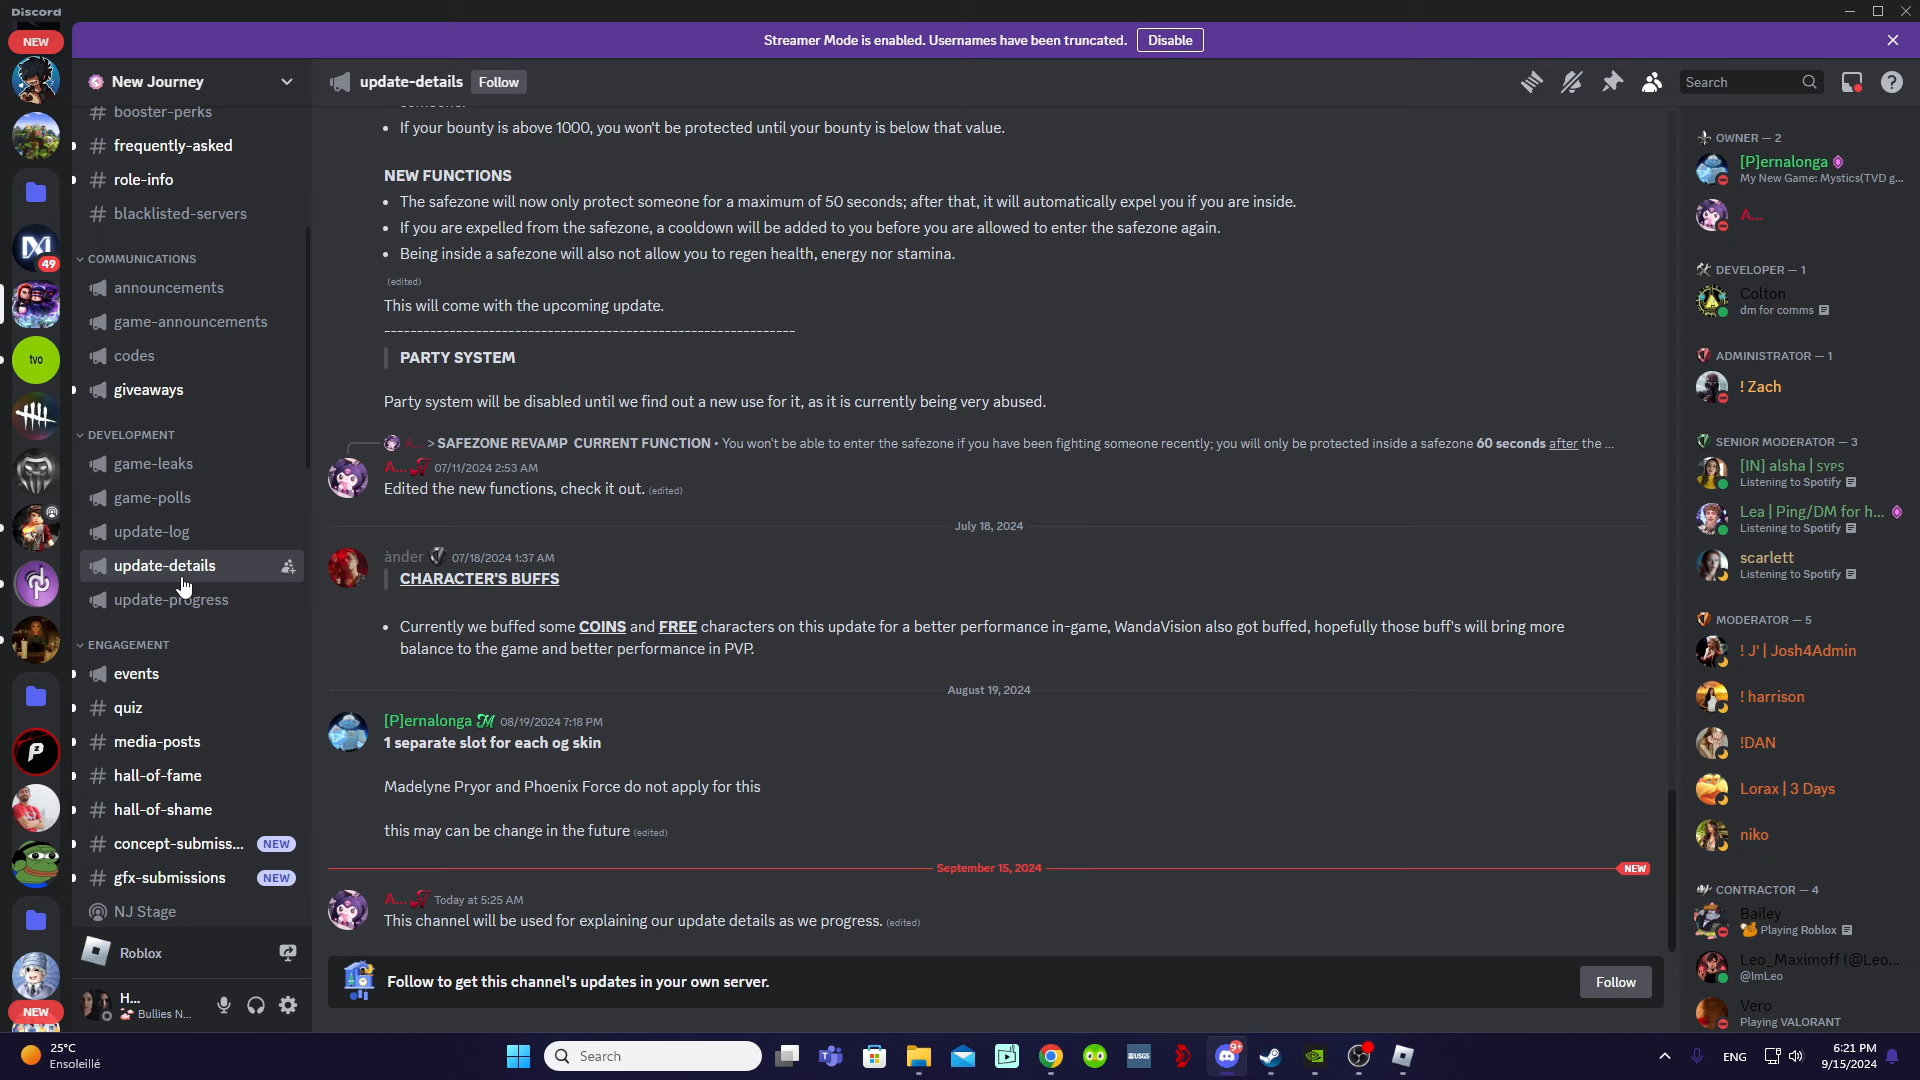 Discord
Streamer Mode is enabled. Usernames have been truncated.
Disable
NEW
49
tvo
NEW
New Journey
booster-perks
frequently-asked
role-info
blacklisted-servers
COMMUNICATIONS
announcements
game-announcements
codes
giveaways
DEVELOPMENT
game-leaks
game-polls
update-log
update-details
update-progress
ENGAGEMENT
events
quiz
media-posts
hall-of-fame
hall-of-shame
concept-submiss... NEW
gfx-submissions NEW
NJ Stage
Roblox
H...
Bullies N...
update-details Follow
Search
• If your bounty is above 1000, you won't be protected until your bounty is below that value.
NEW FUNCTIONS
• The safezone will now only protect someone for a maximum of 50 seconds; after that, it will automatically expel you if you are inside.
• If you are expelled from the safezone, a cooldown will be added to you before you are allowed to enter the safezone again.
• Being inside a safezone will also not allow you to regen health, energy nor stamina.
(edited)
This will come with the upcoming update.
---------------------------------------------------------------
PARTY SYSTEM
Party system will be disabled until we find out a new use for it, as it is currently being very abused.
A... > SAFEZONE REVAMP CURRENT FUNCTION • You won't be able to enter the safezone if you have been fighting someone recently; you will only be protected inside a safezone 60 seconds after the ...
A... 07/11/2024 2:53 AM
Edited the new functions, check it out. (edited)
July 18, 2024
ànder 07/18/2024 1:37 AM
CHARACTER'S BUFFS
• Currently we buffed some COINS and FREE characters on this update for a better performance in-game, WandaVision also got buffed, hopefully those buff's will bring more
balance to the game and better performance in PVP.
August 19, 2024
[P]ernalonga 08/19/2024 7:18 PM
1 separate slot for each og skin
Madelyne Pryor and Phoenix Force do not apply for this
this may can be change in the future (edited)
September 15, 2024 NEW
A... Today at 5:25 AM
This channel will be used for explaining our update details as we progress. (edited)
Follow to get this channel's updates in your own server. Follow
OWNER — 2
[P]ernalonga
My New Game: Mystics(TVD g...
A...
DEVELOPER — 1
Colton
dm for comms
ADMINISTRATOR — 1
! Zach
SENIOR MODERATOR — 3
[IN] alsha | SYPS
Listening to Spotify
Lea | Ping/DM for h...
Listening to Spotify
scarlett
Listening to Spotify
MODERATOR — 5
! J' | Josh4Admin
! harrison
!DAN
Lorax | 3 Days
niko
CONTRACTOR — 4
Bailey
Playing Roblox
Leo_Maximoff (@Leo...
@ImLeo
Vero
Playing VALORANT
25°C
Ensoleillé
Search
USGS
9+
ENG
6:21 PM
9/15/2024